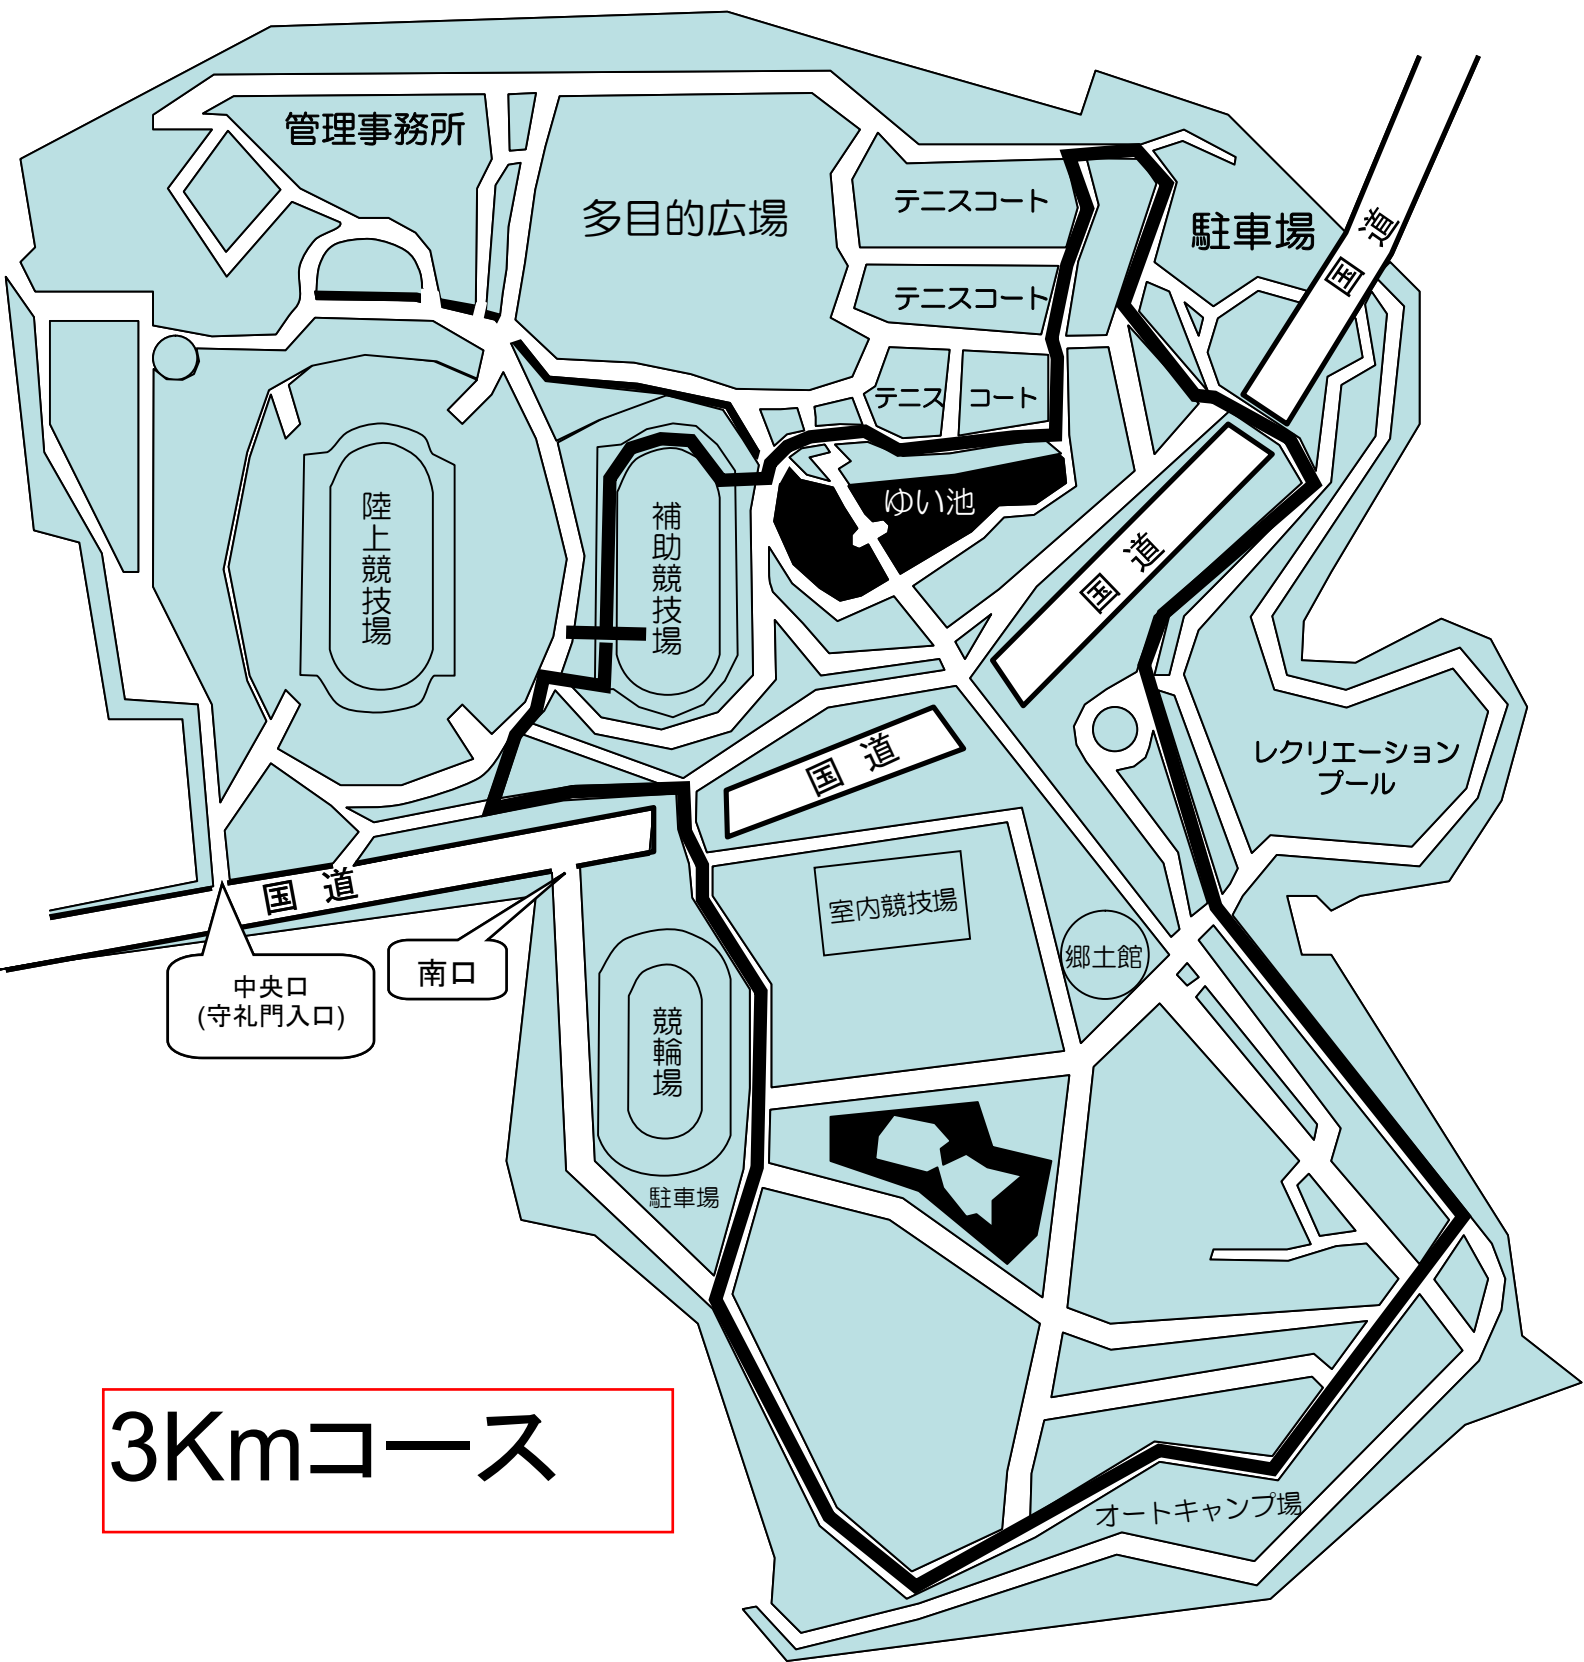 管理事務所
多目的広場
テニスコート
駐車場
国道
テニスコート
テニス コート
陸上競技場
補助競技場
ゆい池
国道
レクリエーション
プール
国道
国道
室内競技場
郷土館
南口
中央口
(守礼門入口)
競輪場
駐車場
3Kmコース
オートキャンプ場